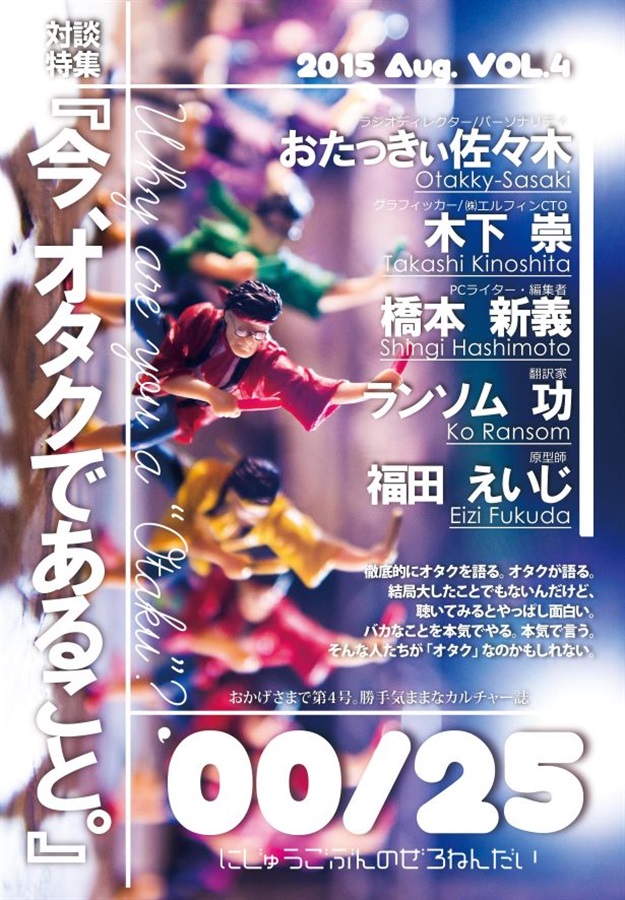 対談
特集
『今、オタクであること。』
Why are you a “Otaku”?
2015 Aug. VOL.4
ラジオディレクター/パーソナリティ
おたっきぃ佐々木
Otakky-Sasaki
グラフィッカー/㈱エルフィンCTO
木下 崇
Takashi Kinoshita
PCライター・編集者
橋本 新義
Shingi Hashimoto
翻訳家
ランソム 功
Ko Ransom
原型師
福田 えいじ
Eizi Fukuda
徹底的にオタクを語る。オタクが語る。
結局大したことでもないんだけど、
聴いてみるとやっぱし面白い。
バカなことを本気でやる。本気で言う。
そんな人たちが「オタク」なのかもしれない。
おかげさまで第4号。勝手気ままなカルチャー誌
00/25
にじゅうごぶんのぜろねんだい